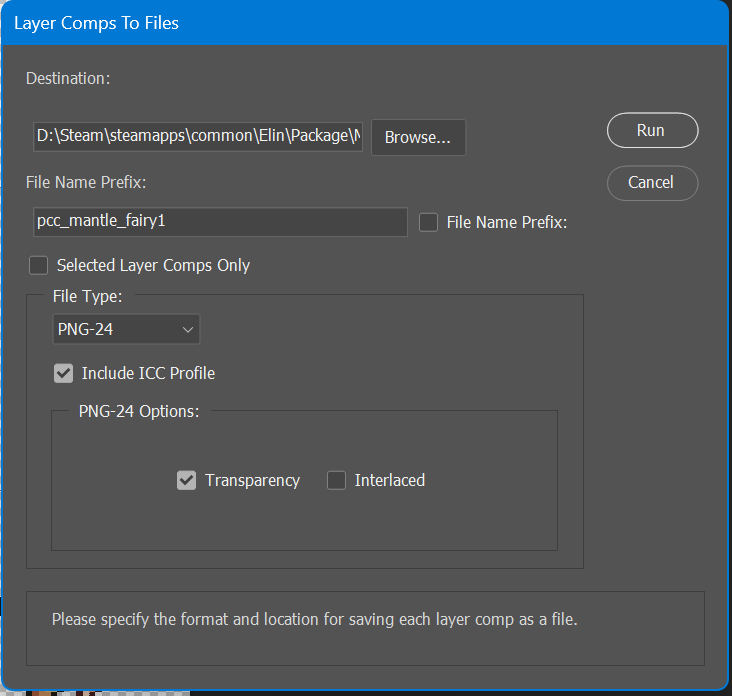 Layer Comps To Files
Destination:
D:\Steam\steamapps\common\Elin\Package\
Browse...
Run
File Name Prefix:
Cancel
pcc_mantle_fairy1
File Name Prefix:
Selected Layer Comps Only
File Type:
PNG-24
Include ICC Profile
PNG-24 Options:
Transparency
Interlaced
Please specify the format and location for saving each layer comp as a file.